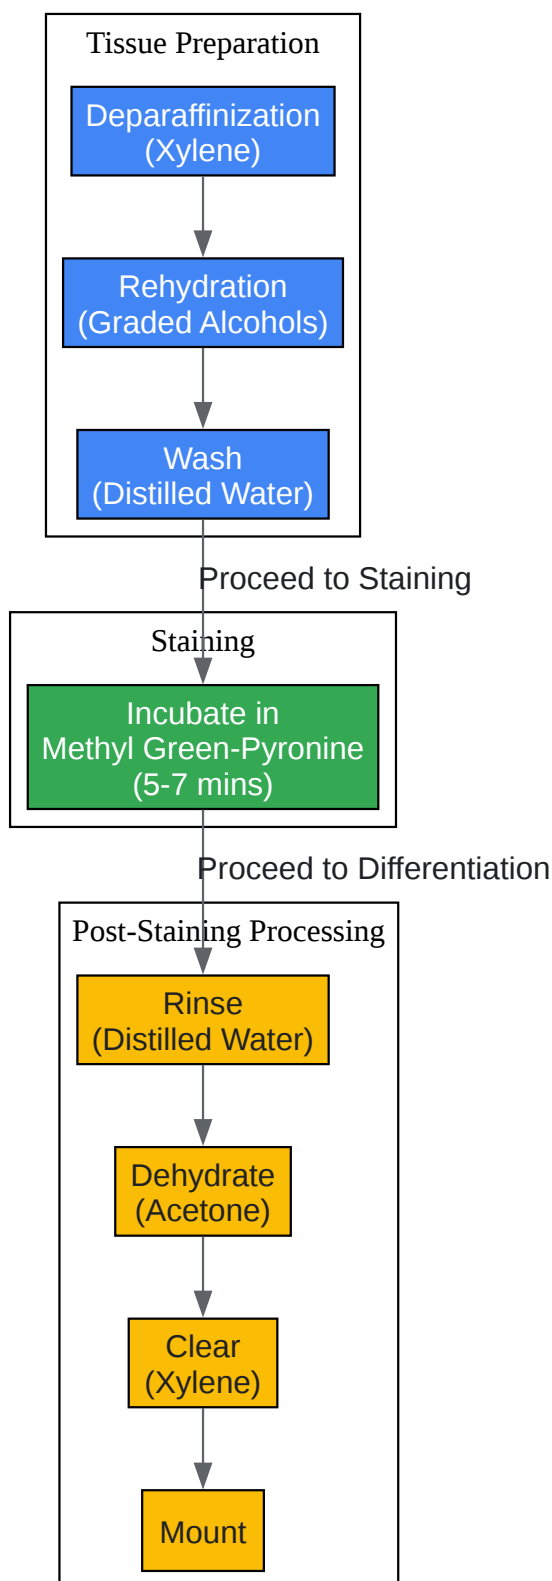 Tissue Preparation
Deparaffinization
(Xylene)
Rehydration
(Graded Alcohols)
Wash
(Distilled Water)
Proceed to Staining
Staining
Incubate in
Methyl Green-Pyronine
(5-7 mins)
Proceed to Differentiation
Post-Staining Processing
Rinse
(Distilled Water)
Dehydrate
(Acetone)
Clear
(Xylene)
Mount